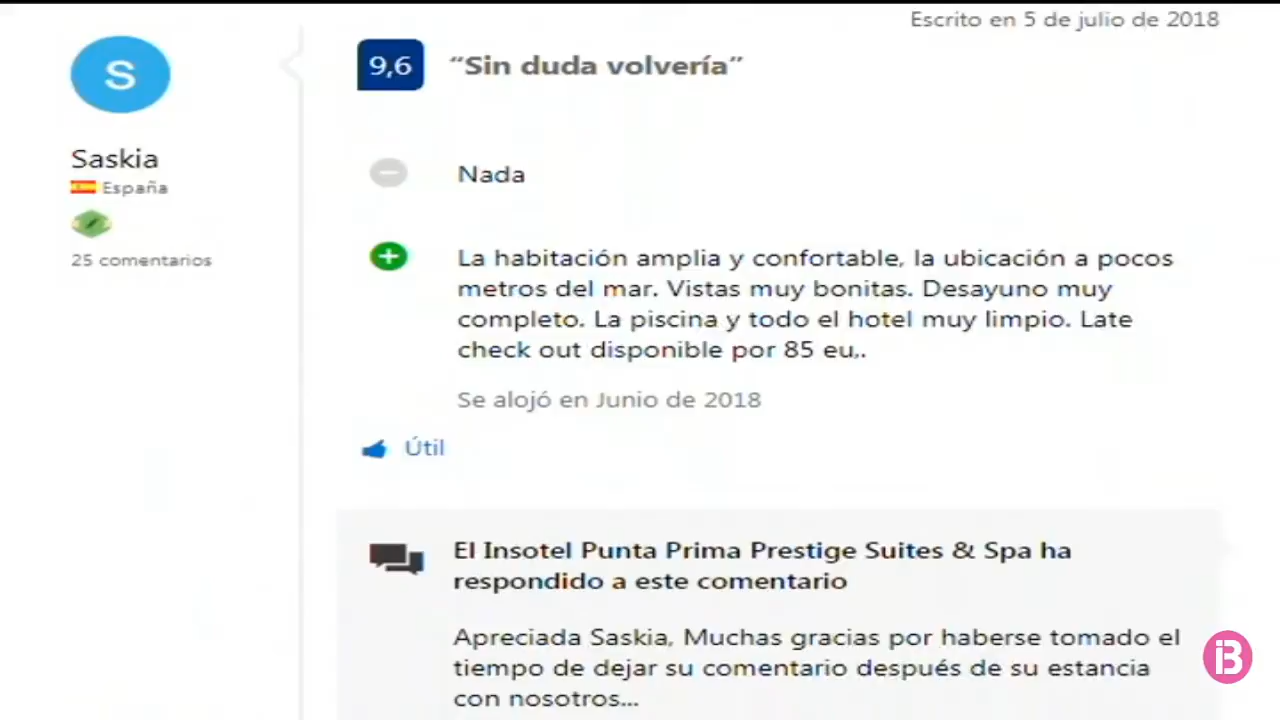 Escrito en 5 de julio de 2018
S
9,6
“Sin duda volvería”
Saskia
España
25 comentarios
Nada
La habitación amplia y confortable, la ubicación a pocos
metros del mar. Vistas muy bonitas. Desayuno muy
completo. La piscina y todo el hotel muy limpio. Late
check out disponible por 85 eu,.
Se alojó en Junio de 2018
Útil
El Insotel Punta Prima Prestige Suites & Spa ha
respondido a este comentario
Apreciada Saskia, Muchas gracias por haberse tomado el
tiempo de dejar su comentario después de su estancia
con nosotros...
IB3